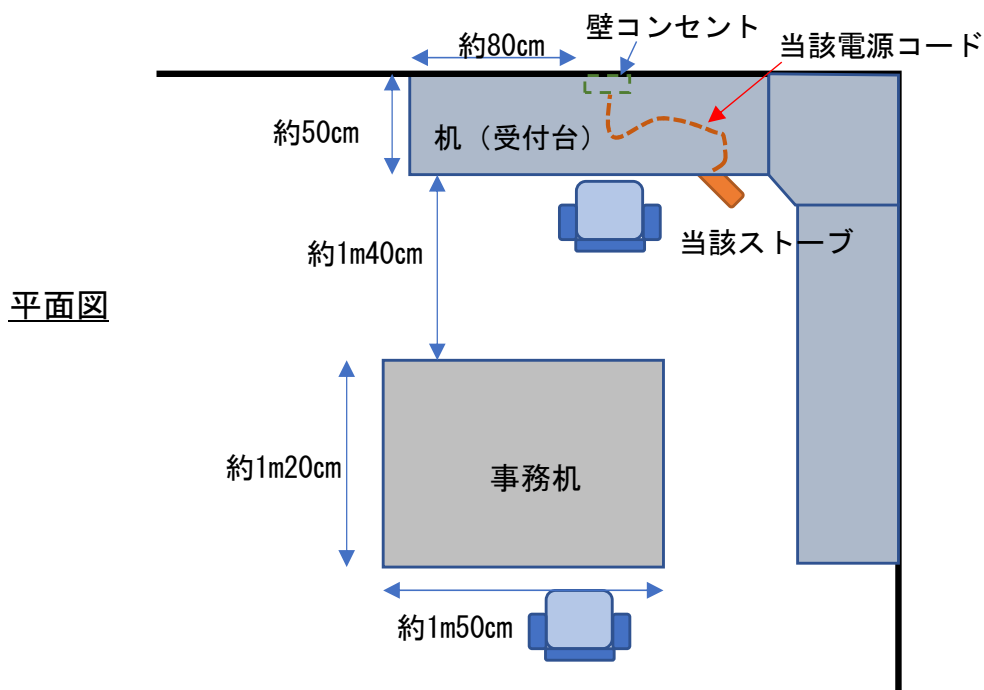 壁コンセント
約80cm
当該電源コード
約50cm
机（受付台）
当該ストーブ
約1m40cm
平面図
約1m20cm
事務机
約1m50cm